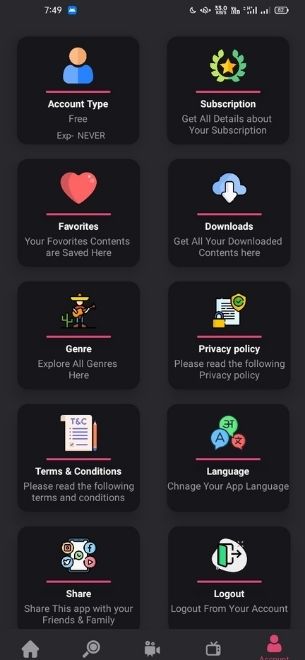 7:49
Account Type
Subscription
Free
Get All Details about
Exp- NEVER
Your Subscription
Favorites
Downloads
Your Fovorites Contents
are Saved Here
Get All Your Downloaded
Contents here
Genre
Privacy policy
Explore All Genres
Here
Please read the following
Privacy policy
T&C
Terms & Conditions
Language
Please read the following
terms and conditions
Chnage Your App Language
Share
Logout
Share This app with your
Friends & Family
Logout From Your Account
Account